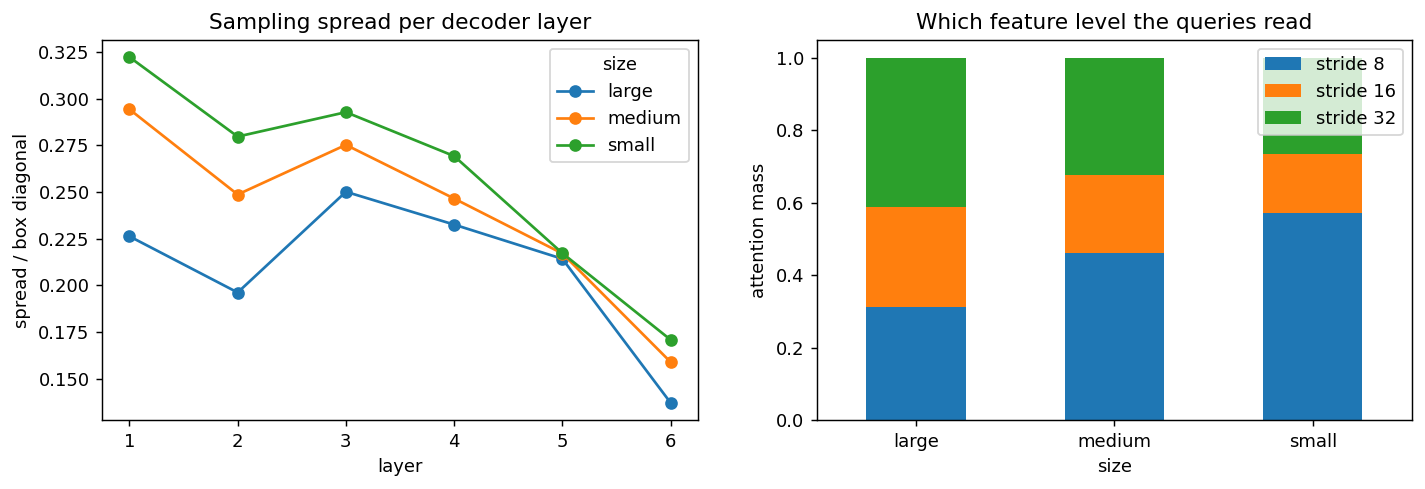 Sampling spread per decoder layer
spread / box diagonal
0.325
0.300
0.275
0.250
0.225
0.200
0.175
0.150
size
large
medium
small
1 2 3 4 5 6
layer
Which feature level the queries read
attention mass
1.0
0.8
0.6
0.4
0.2
0.0
stride 8
stride 16
stride 32
large medium small
size